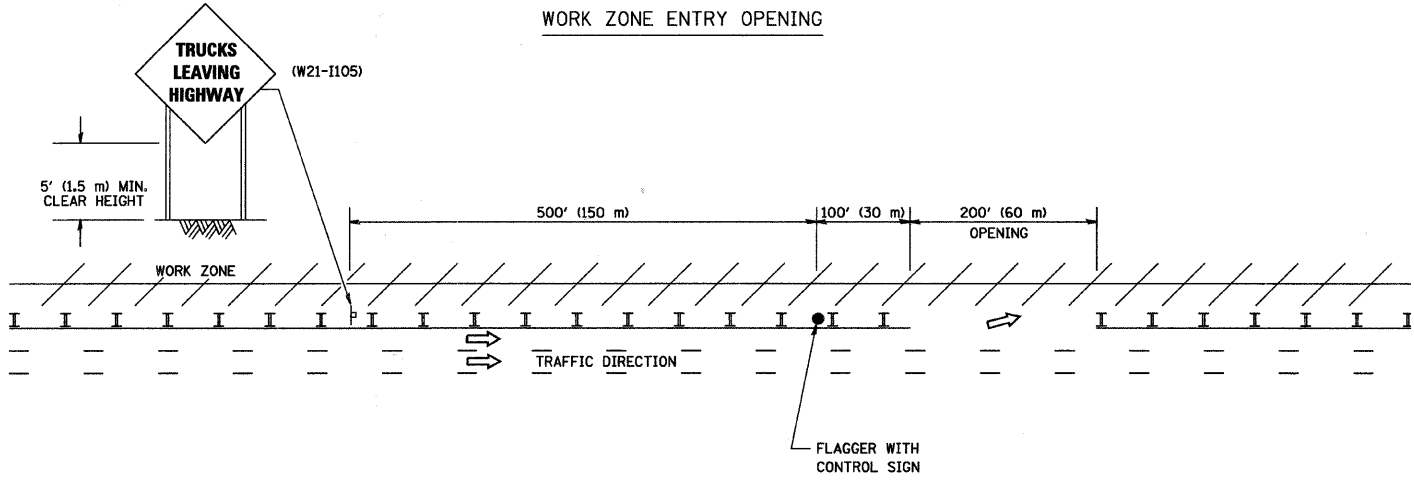 WORK ZONE ENTRY OPENING
TRUCKS
LEAVING
HIGHWAY
(W21-I105)
5' (1.5 m) MIN.
CLEAR HEIGHT
500' (150 m)
100' (30 m)
200' (60 m)
OPENING
WORK ZONE
TRAFFIC DIRECTION
FLAGGER WITH
CONTROL SIGN